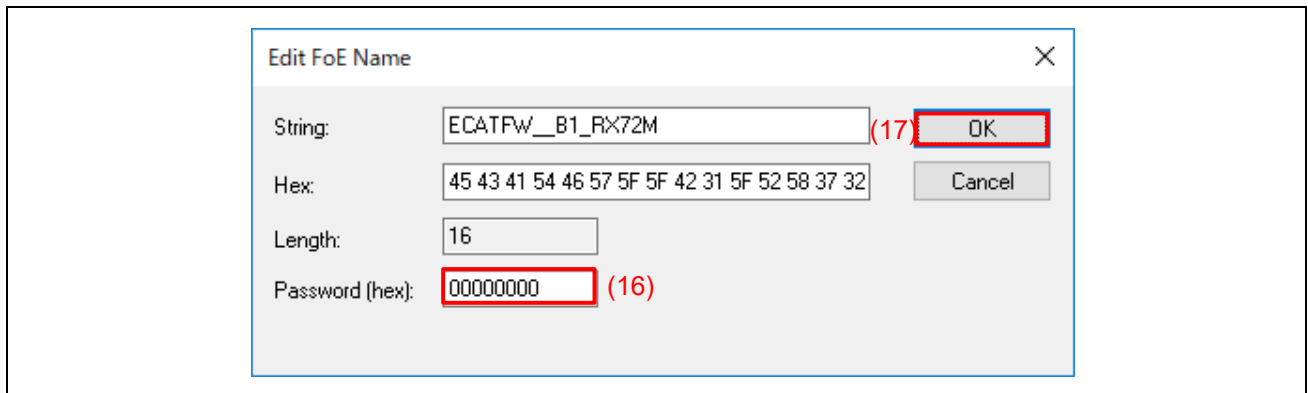 Edit FoE Name
String: ECATFW__B1_RX72M (17) OK
Hex: 45 43 41 54 46 57 5F 5F 42 31 5F 52 58 37 32 Cancel
Length: 16
Password (hex): 00000000 (16)